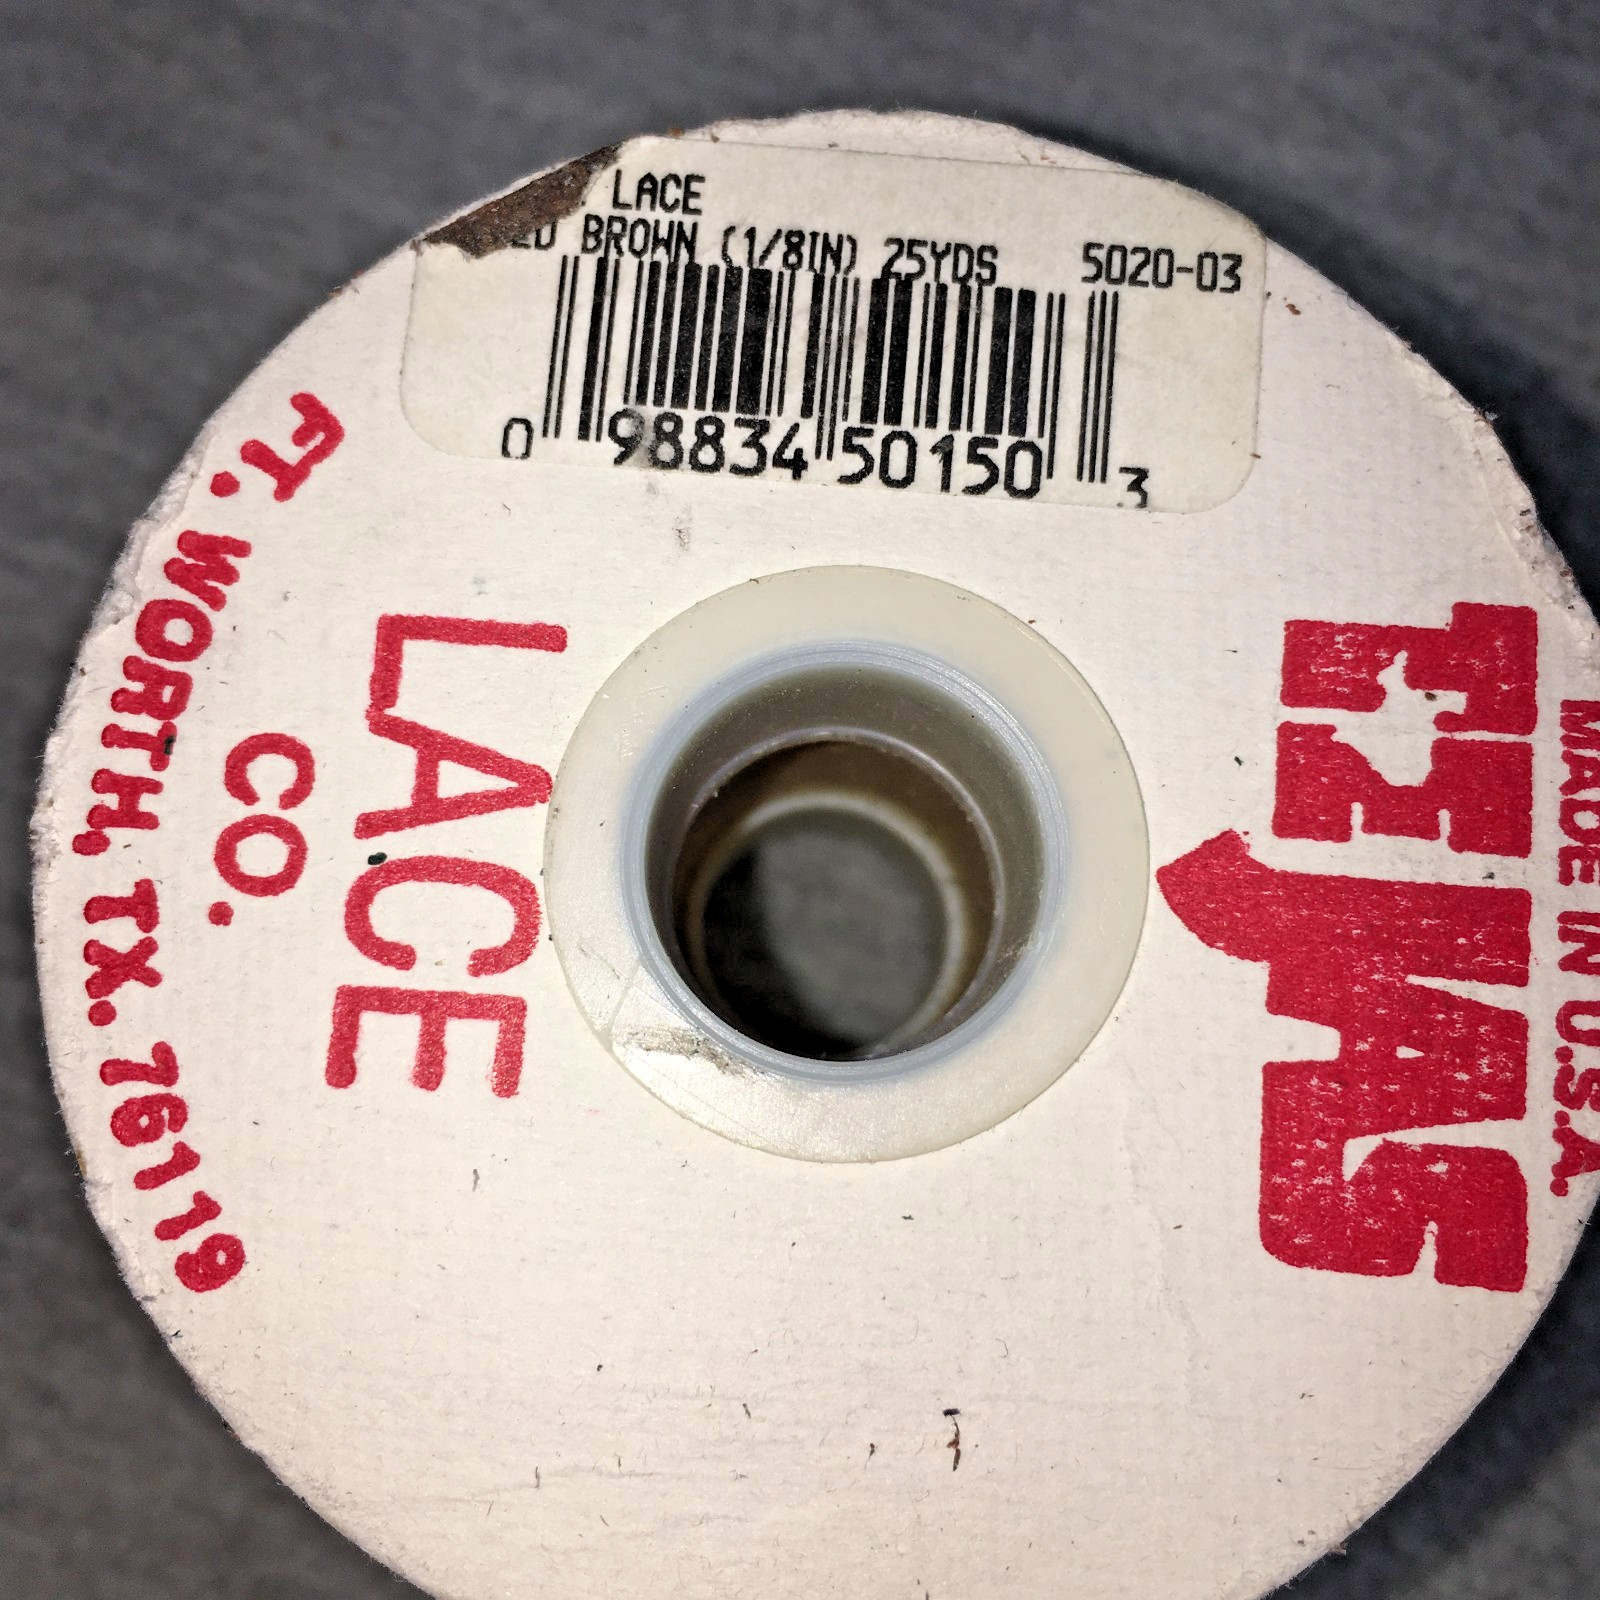 LACE
BROWN (1/8IN) 25YDS 5020-03
0 98834 50150 3
TEXAS
LACE
CO.
FT. WORTH, TX. 76118
MADE IN U.S.A.